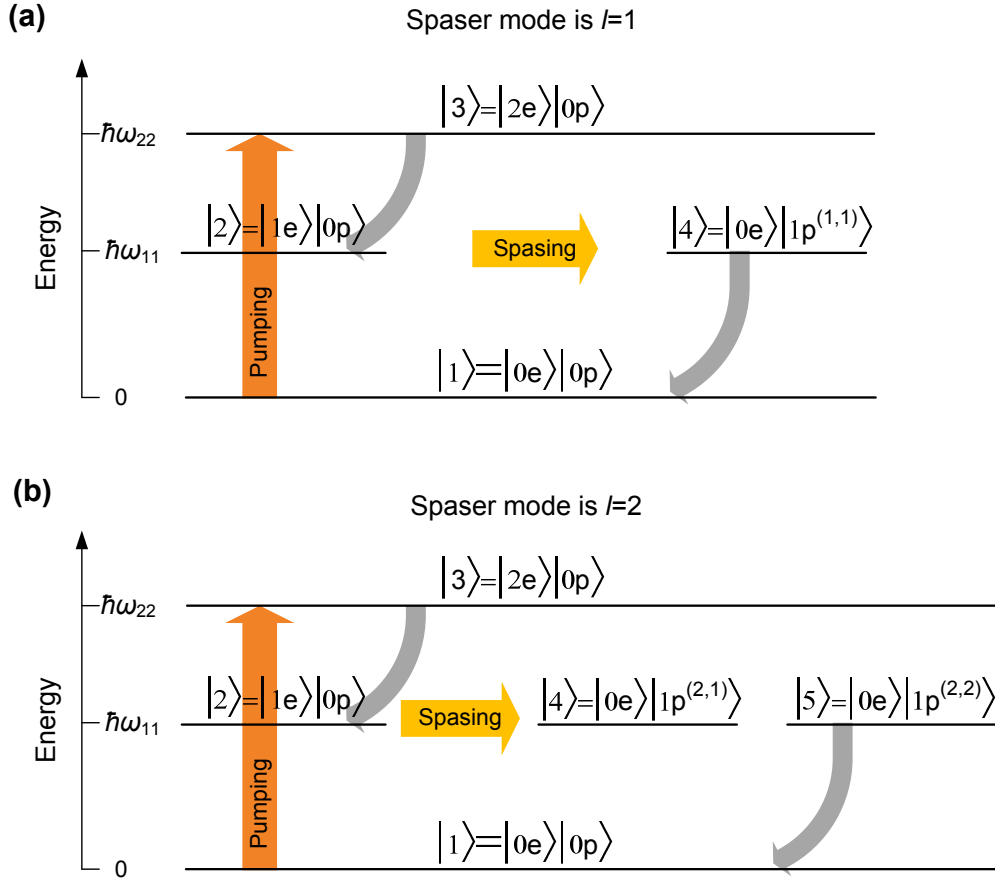 (a)
Spaser mode is l=1
|3⟩=|2e⟩|0p⟩
ħω₂₂
|2⟩=|1e⟩|0p⟩
|4⟩=|0e⟩|1p⁽¹,¹⁾⟩
Spasing
ħω₁₁
Energy
Pumping
|1⟩=|0e⟩|0p⟩
0
(b)
Spaser mode is l=2
|3⟩=|2e⟩|0p⟩
ħω₂₂
|2⟩=|1e⟩|0p⟩
|4⟩=|0e⟩|1p⁽²,¹⁾⟩
|5⟩=|0e⟩|1p⁽²,²⁾⟩
Spasing
ħω₁₁
Energy
Pumping
|1⟩=|0e⟩|0p⟩
0